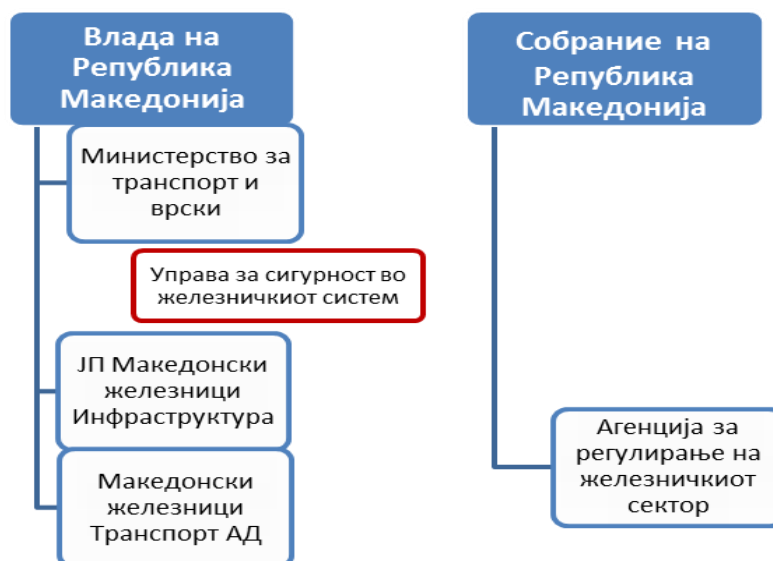 Влада на
Република
Македонија
Министерство за
транспорт и
врски
Управа за сигурност во
железничкиот систем
ЈП Македонски
железници
Инфраструктура
Македонски
железници
Транспорт АД
Собрание на
Република
Македонија
Агенција за
регулирање на
железничкиот
сектор